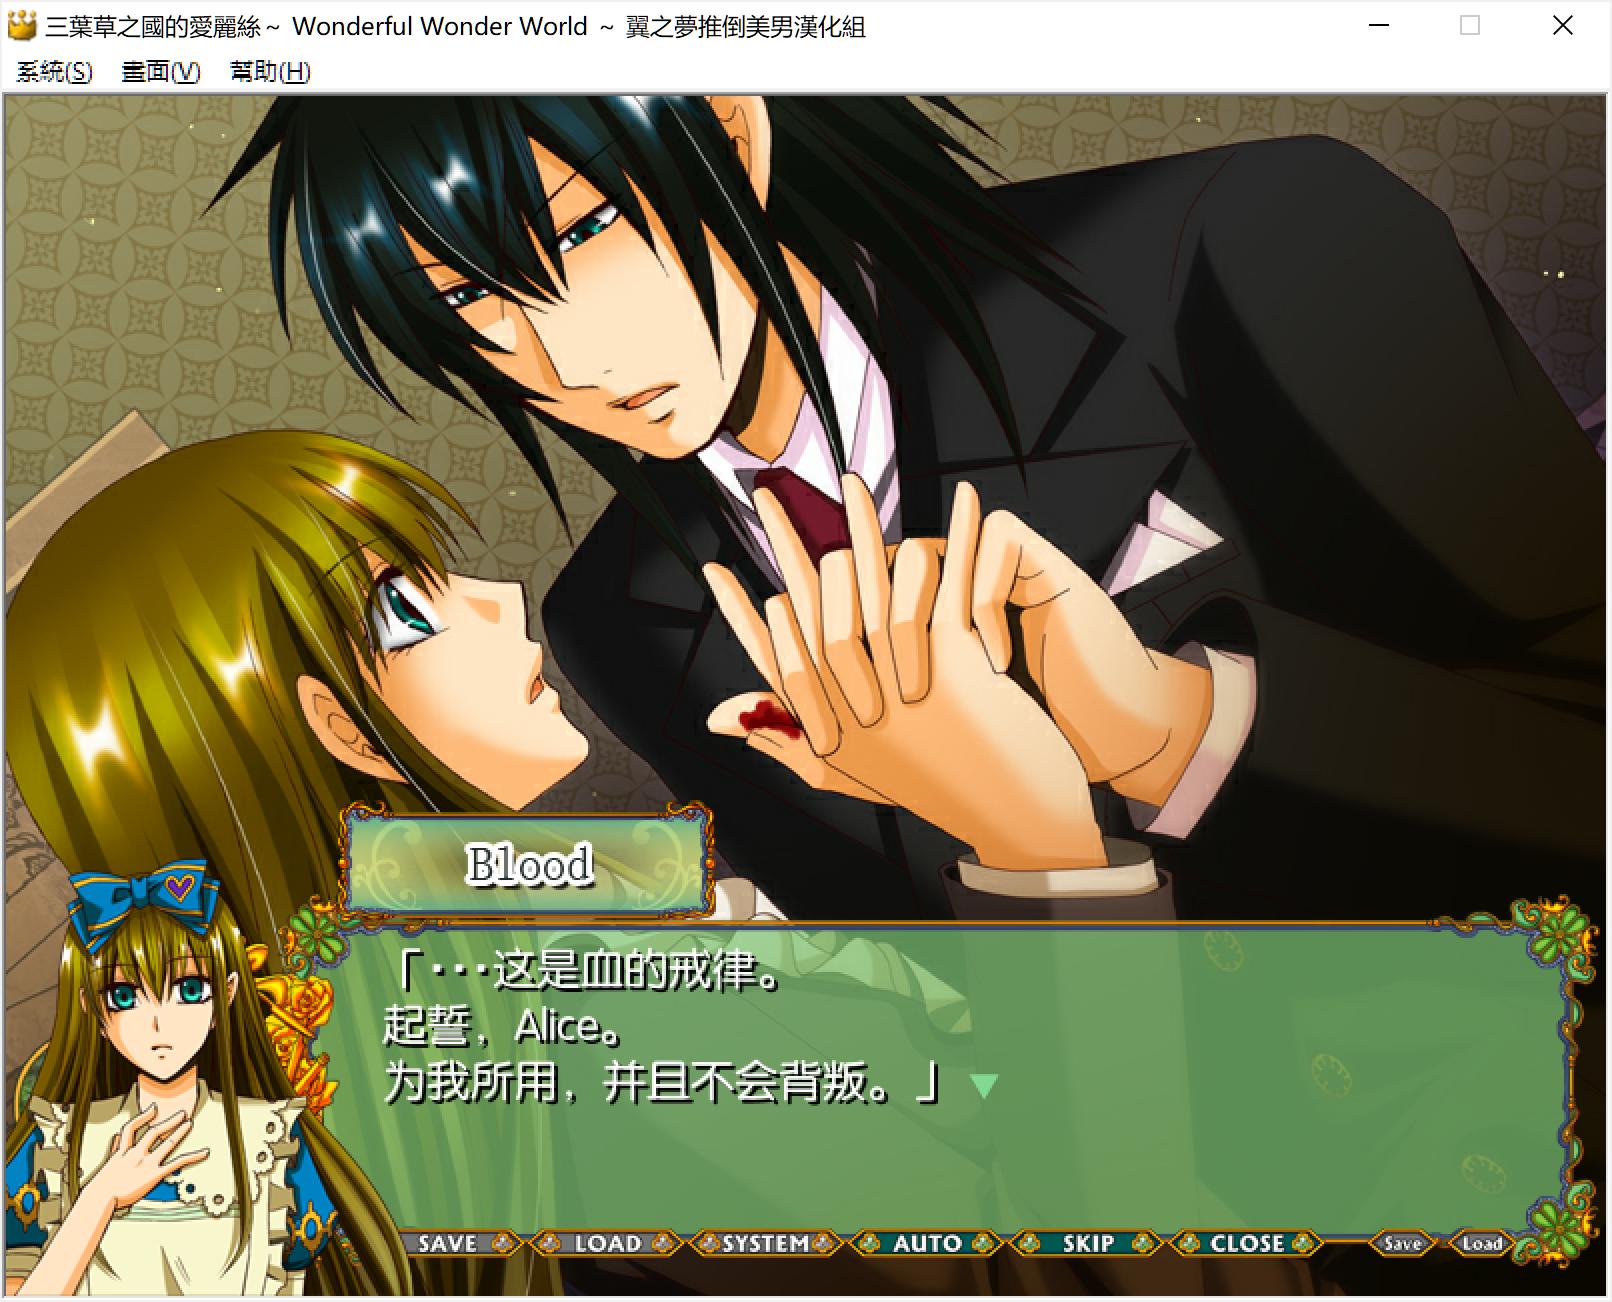 三葉草之國的愛麗絲～ Wonderful Wonder World ～ 翼之夢推倒美男漢化組
系統(S) 畫面(V) 幫助(H)
Blood
「･･･这是血的戒律。
起誓，Alice。
为我所用，并且不会背叛。」
SAVE LOAD SYSTEM AUTO SKIP CLOSE Save Load